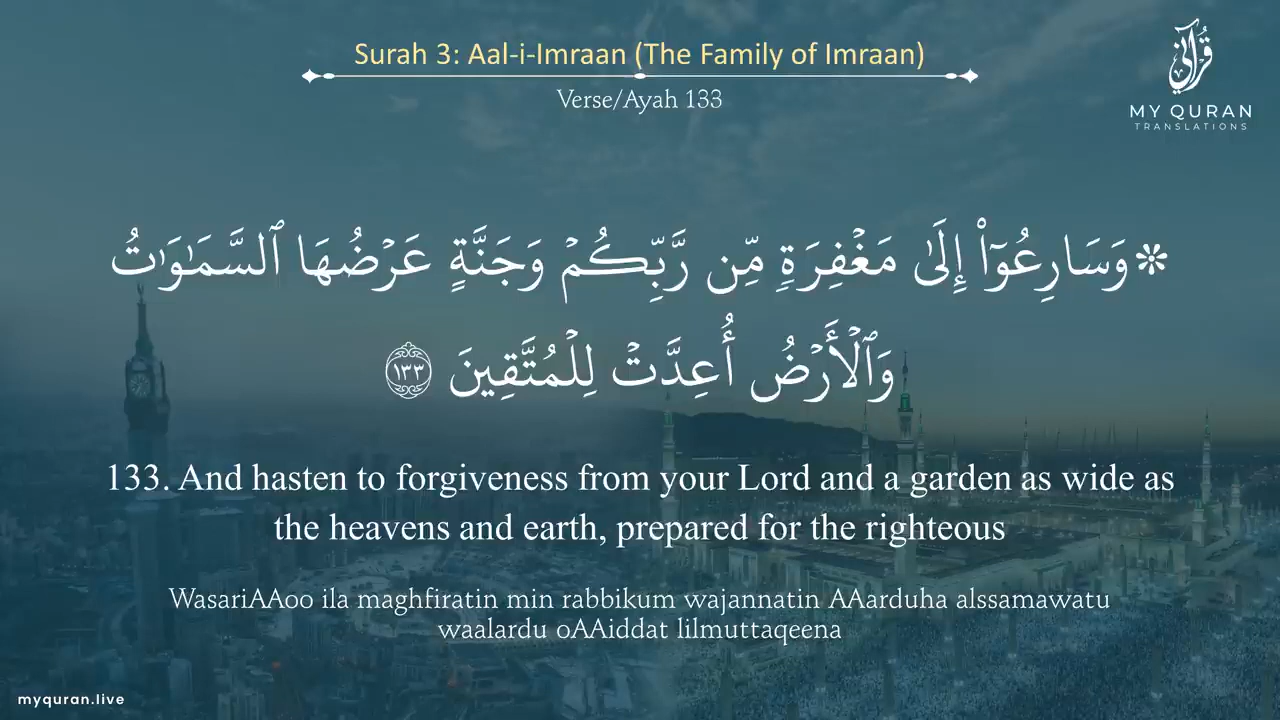 Surah 3: Aal-i-Imraan (The Family of Imraan)
Verse/Ayah 133
قرآني
MY QURAN
TRANSLATIONS
۞وَسَارِعُوٓا۟ إِلَىٰ مَغْفِرَةٍ مِّن رَّبِّكُمْ وَجَنَّةٍ عَرْضُهَا ٱلسَّمَـٰوَٰتُ
وَٱلْأَرْضُ أُعِدَّتْ لِلْمُتَّقِينَ ١٣٣
133. And hasten to forgiveness from your Lord and a garden as wide as
the heavens and earth, prepared for the righteous
WasariAAoo ila maghfiratin min rabbikum wajannatin AAarduha alssamawatu
waalardu oAAiddat lilmuttaqeena
myquran.live